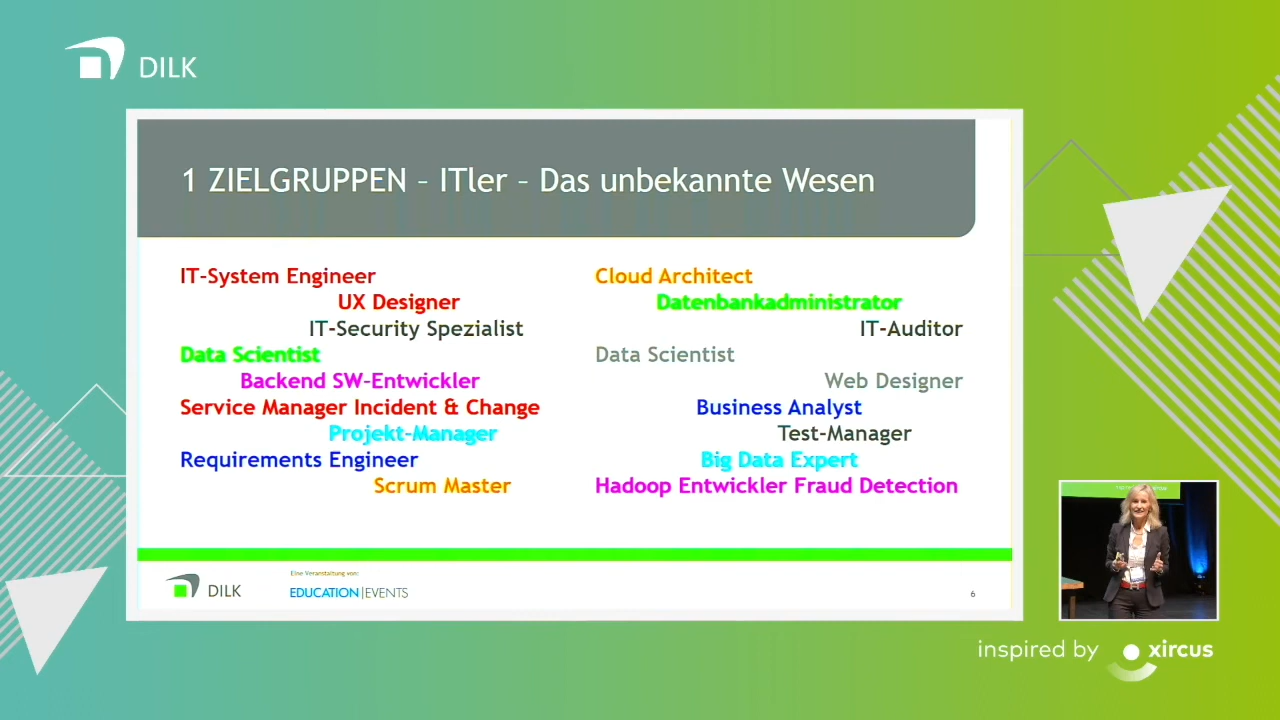 DILK
1 ZIELGRUPPEN – ITler – Das unbekannte Wesen
IT-System Engineer
UX Designer
IT-Security Spezialist
Data Scientist
Backend SW-Entwickler
Service Manager Incident & Change
Projekt-Manager
Requirements Engineer
Scrum Master
Cloud Architect
Datenbankadministrator
IT-Auditor
Data Scientist
Web Designer
Business Analyst
Test-Manager
Big Data Expert
Hadoop Entwickler Fraud Detection
DILK
Eine Veranstaltung von:
EDUCATION|EVENTS
6
inspired by xircus